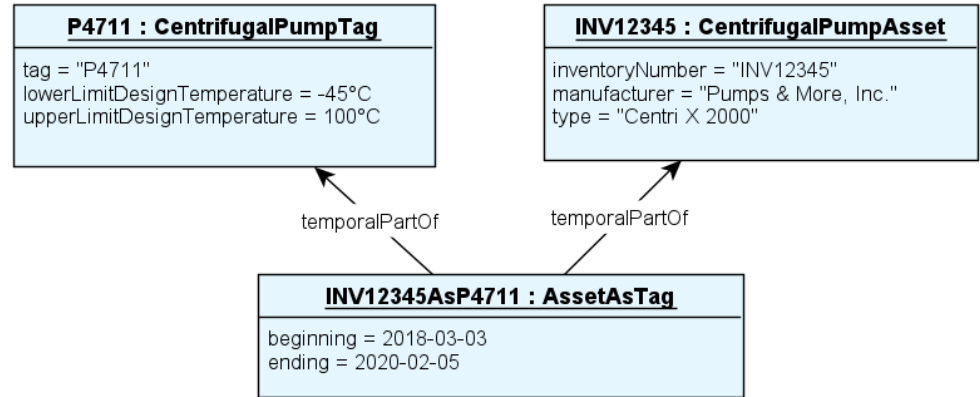 P4711 : CentrifugalPumpTag
tag = "P4711"
lowerLimitDesignTemperature = -45°C
upperLimitDesignTemperature = 100°C
INV12345 : CentrifugalPumpAsset
inventoryNumber = "INV12345"
manufacturer = "Pumps & More, Inc."
type = "Centri X 2000"
temporalPartOf
temporalPartOf
INV12345AsP4711 : AssetAsTag
beginning = 2018-03-03
ending = 2020-02-05